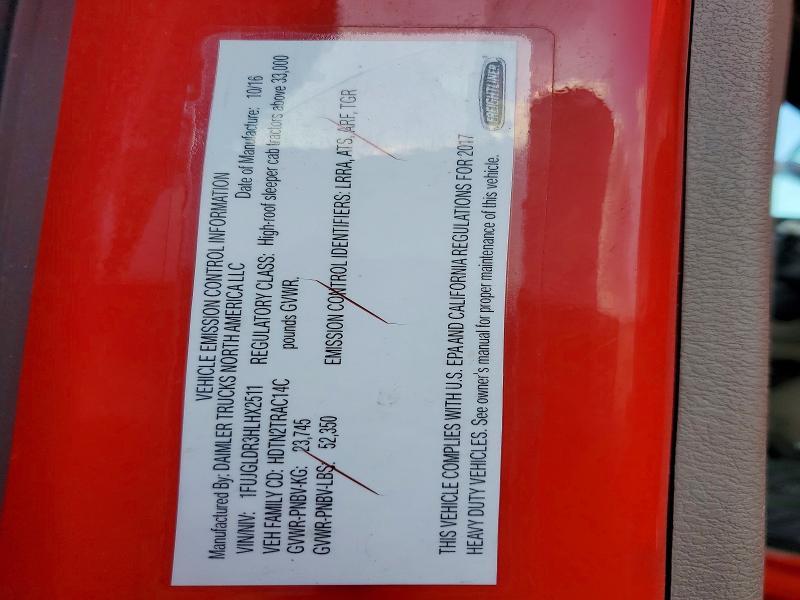 VEHICLE EMISSION CONTROL INFORMATION
Manufactured By: DAIMLER TRUCKS NORTH AMERICA LLC Date of Manufacture: 10/16
VIN/NIV: 1FUJGLDR3HLHX2511 REGULATORY CLASS: High-roof sleeper cab tractors above 33,000
VEH FAMILY CD: HDTN2TRAC14C pounds GVWR.
GVWR-PNBV-KG: 23,745
GVWR-PNBV-LBS: 52,350 EMISSION CONTROL IDENTIFIERS: LRRA, ATS, ARF, TGR
THIS VEHICLE COMPLIES WITH U.S. EPA AND CALIFORNIA REGULATIONS FOR 2017
HEAVY DUTY VEHICLES. See owner's manual for proper maintenance of this vehicle.
FREIGHTLINER